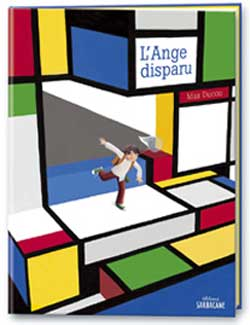 L'Ange
disparu
Max Ducos
éditions
SARBACANE